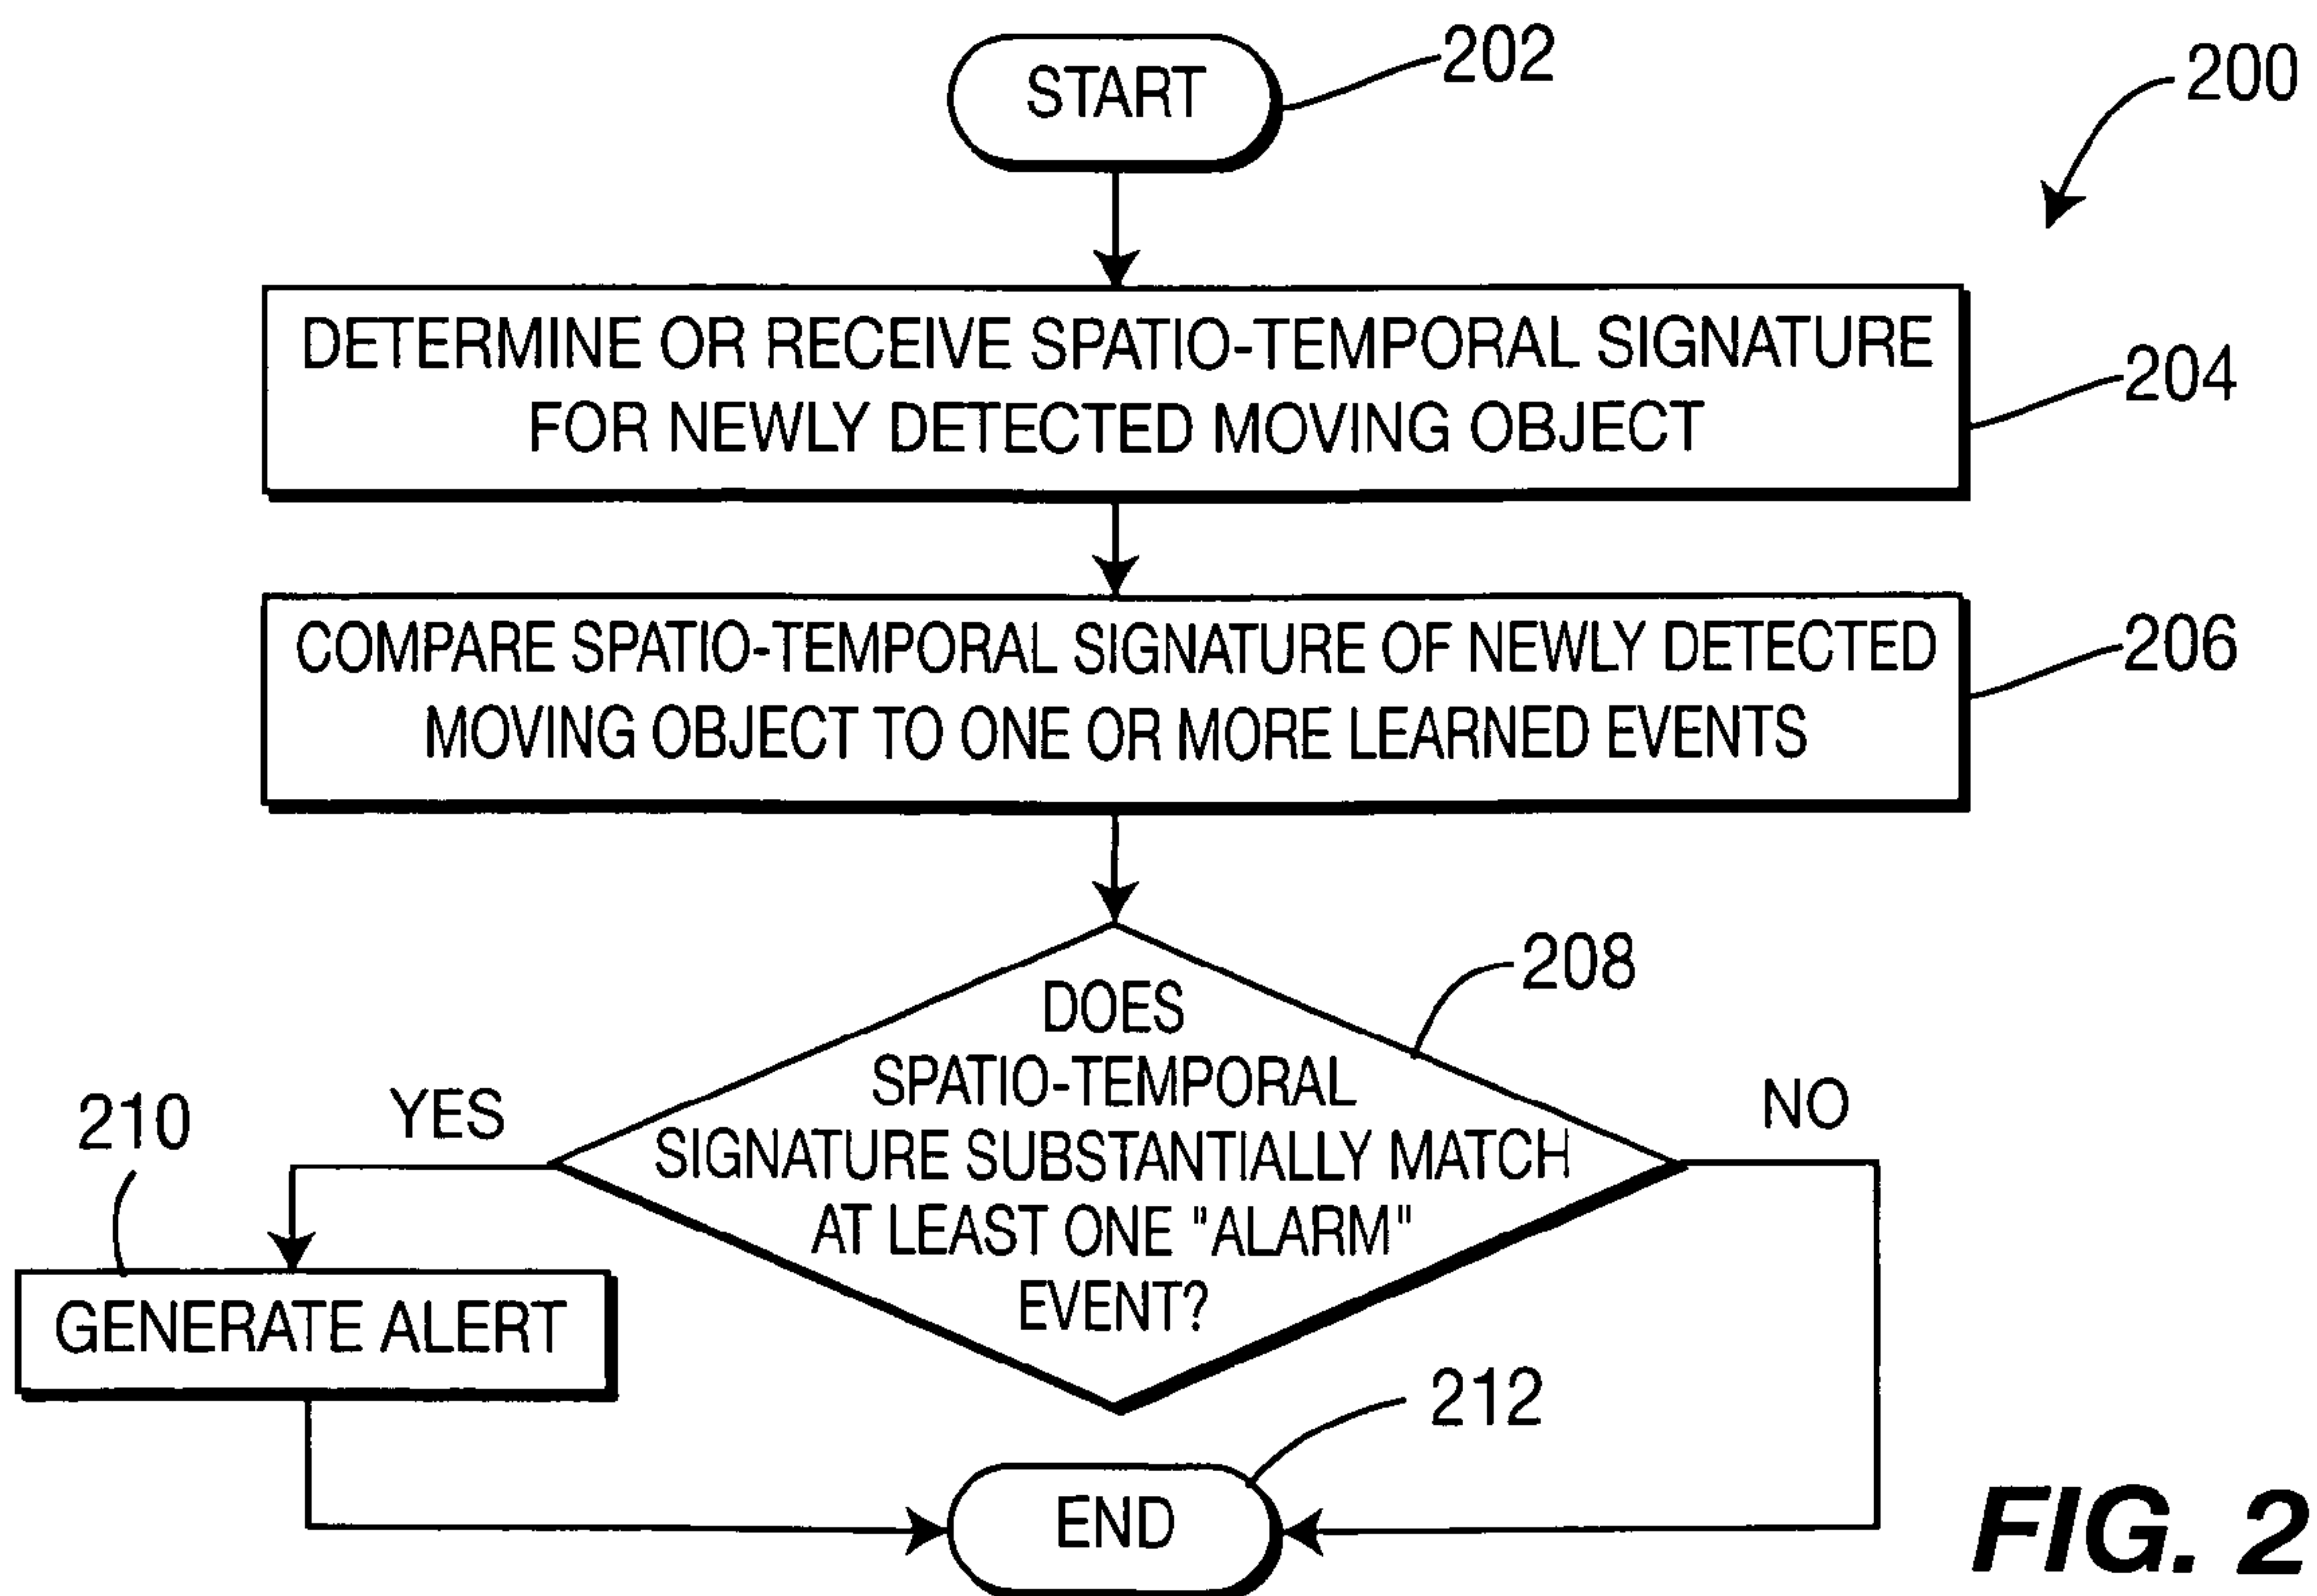 START
202
200
DETERMINE OR RECEIVE SPATIO-TEMPORAL SIGNATURE
FOR NEWLY DETECTED MOVING OBJECT
204
COMPARE SPATIO-TEMPORAL SIGNATURE OF NEWLY DETECTED
MOVING OBJECT TO ONE OR MORE LEARNED EVENTS
206
208
DOES
SPATIO-TEMPORAL
SIGNATURE SUBSTANTIALLY MATCH
AT LEAST ONE "ALARM"
EVENT?
YES
NO
210
GENERATE ALERT
212
END
FIG. 2